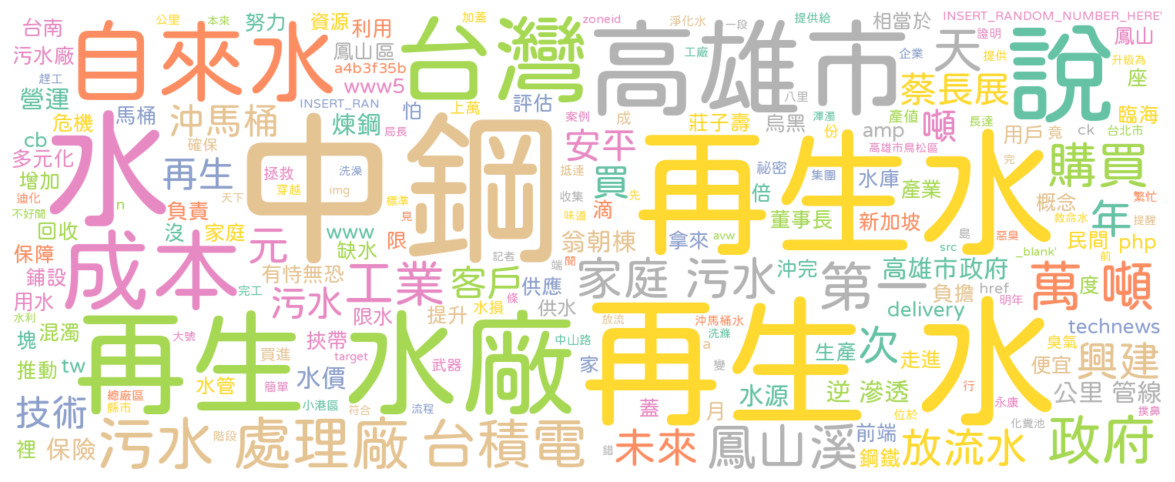 台南 努力 資源 利用 公里 本來 加蓋 zoneid 淨化水 一段 提供給 相當於 INSERT_RANDOM_NUMBER_HERE'
污水廠 自來水 鳳山區 a4b3f35b www5 台灣 高雄市 工廠 天 企業 證明 提供 說 鳳山 升級為
趕工 營運 馬桶 INSERT_RAN 怕 上萬 評估 八里 蔡長展 座
危機 沖馬桶 局長 煉鋼 案例 成 莊子壽 渾濁 份 烏黑 產值 噸 長達 臨海
cb 確保 安平 amp 用戶 竟 ck 台北市
多元化 水 再生 拯救 洗澡 中鋼 抵達 買 再生水 祕密 高雄市鳥松區 完 購買
迪化 增加 天下 穿越 img 收集 倍 集團 水庫 產業 概念 繁忙
不好聞 n 負責 標準 見 味道 先 滴 董事長 新加坡 救命水 年 提醒
回收 沒 家庭 www 限 翁朝棟 拿來 avw 島 民間 php
保障 成本 元 缺水 記者 聞 src 惡臭 _blank' 前
鋪設 有恃無恐 工業 端 客戶 供應 家庭 污水 沖完 第一 高雄市政府 度 萬噸
用水 完工 污水 限水 水損 條 供水 負擔 href 明年
水利 塊 混濁 大號 提升 中山路 放流 沖馬桶水 洗滌 delivery technews
再生水廠 挾帶 再生水 a 生產 次 臭氣
推動 tw 買進 target 武器 家 變 走進 便宜 興建
總廠區 縣市 水管 簡單 水價 水源 逆滲透 行 公里 管線
技術 小港區 流程 蓋 月 位於 永康 撲鼻
符合 未來 前端 化糞池
裡 保險 污水 處理廠 階段 台積電 錯 鳳山溪 鋼鐵 放流水 政府